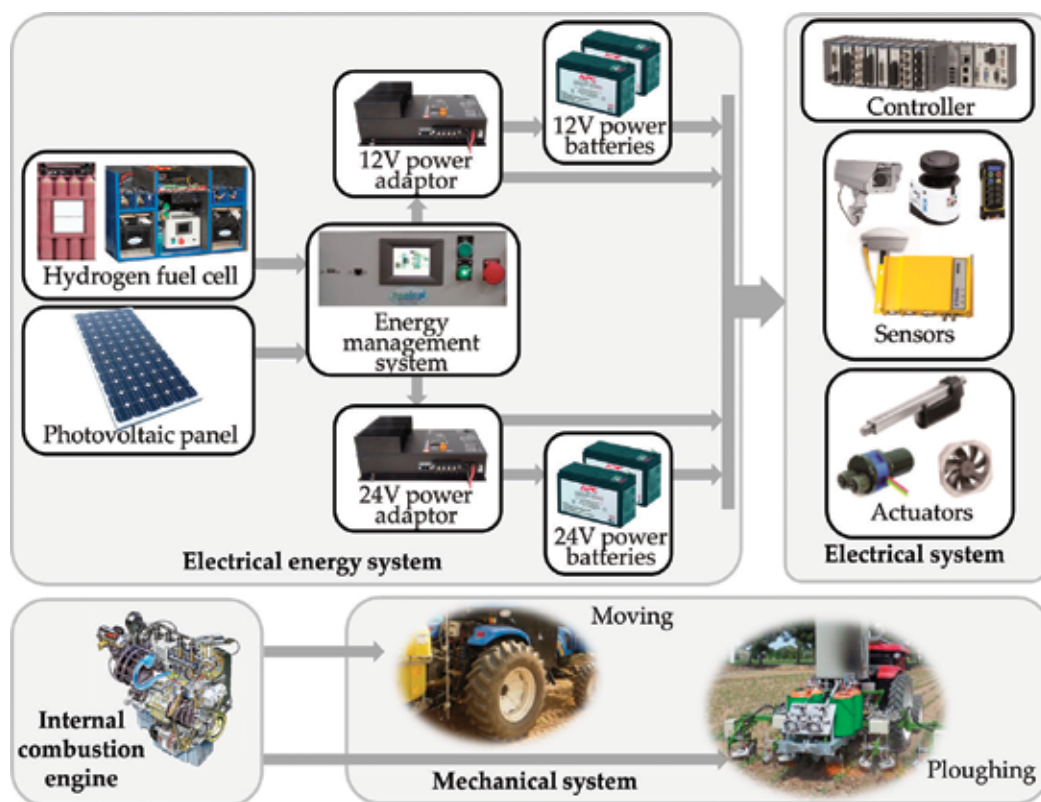 Controller
12V power
adaptor
12V power
batteries
Hydrogen fuel cell
Energy
management
system
Sensors
Photovoltaic panel
24V power
adaptor
24V power
batteries
Actuators
Electrical energy system
Electrical system
Internal
combustion
engine
Moving
Ploughing
Mechanical system